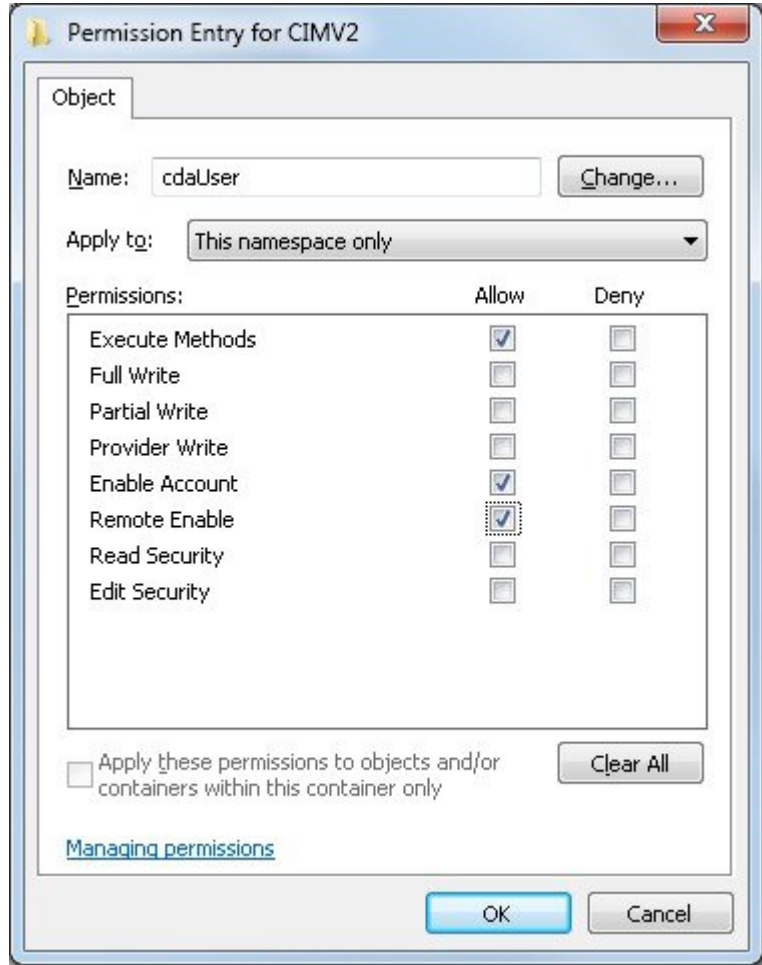 Permission Entry for CIMV2
Object
Name: cdaUser Change...
Apply to: This namespace only
Permissions: Allow Deny
Execute Methods
Full Write
Partial Write
Provider Write
Enable Account
Remote Enable
Read Security
Edit Security
Apply these permissions to objects and/or
containers within this container only
Clear All
Managing permissions
OK Cancel